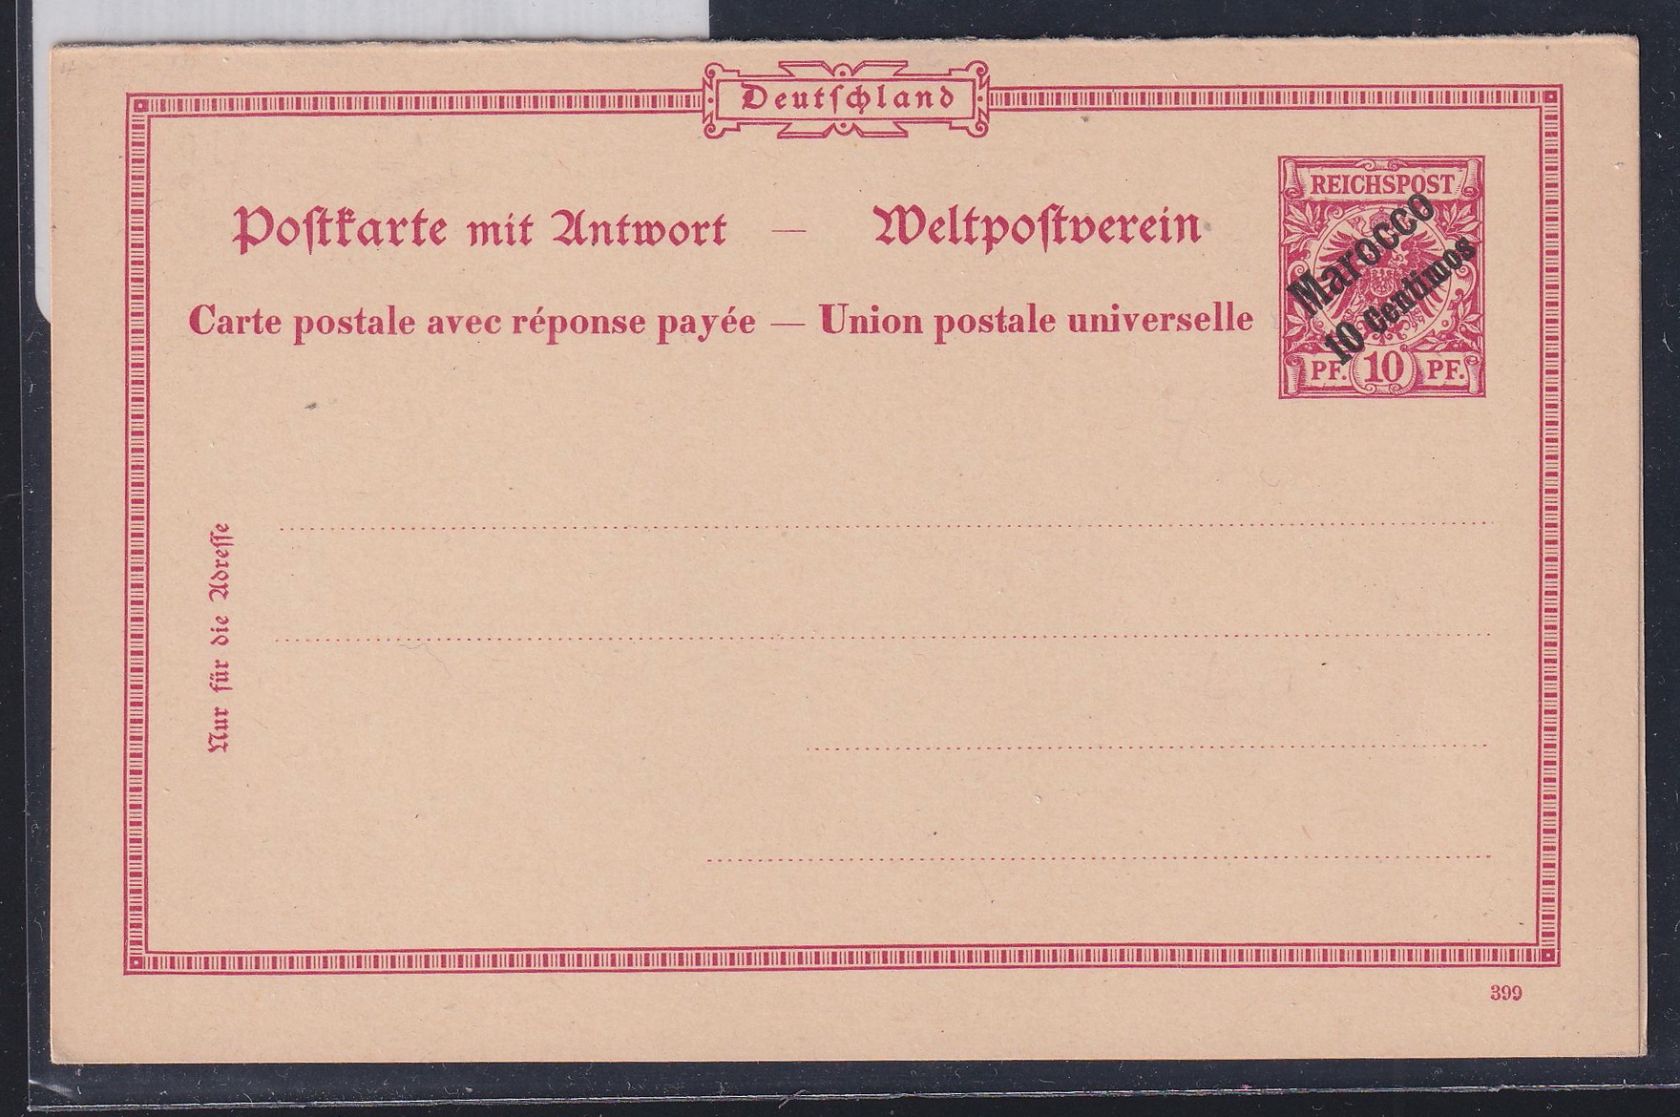 Deutschland
Postkarte mit Antwort — Weltpostverein
Carte postale avec réponse payée — Union postale universelle
REICHSPOST
Marocco
10 Centimos
PF. 10 PF.
Nur für die Adresse
399